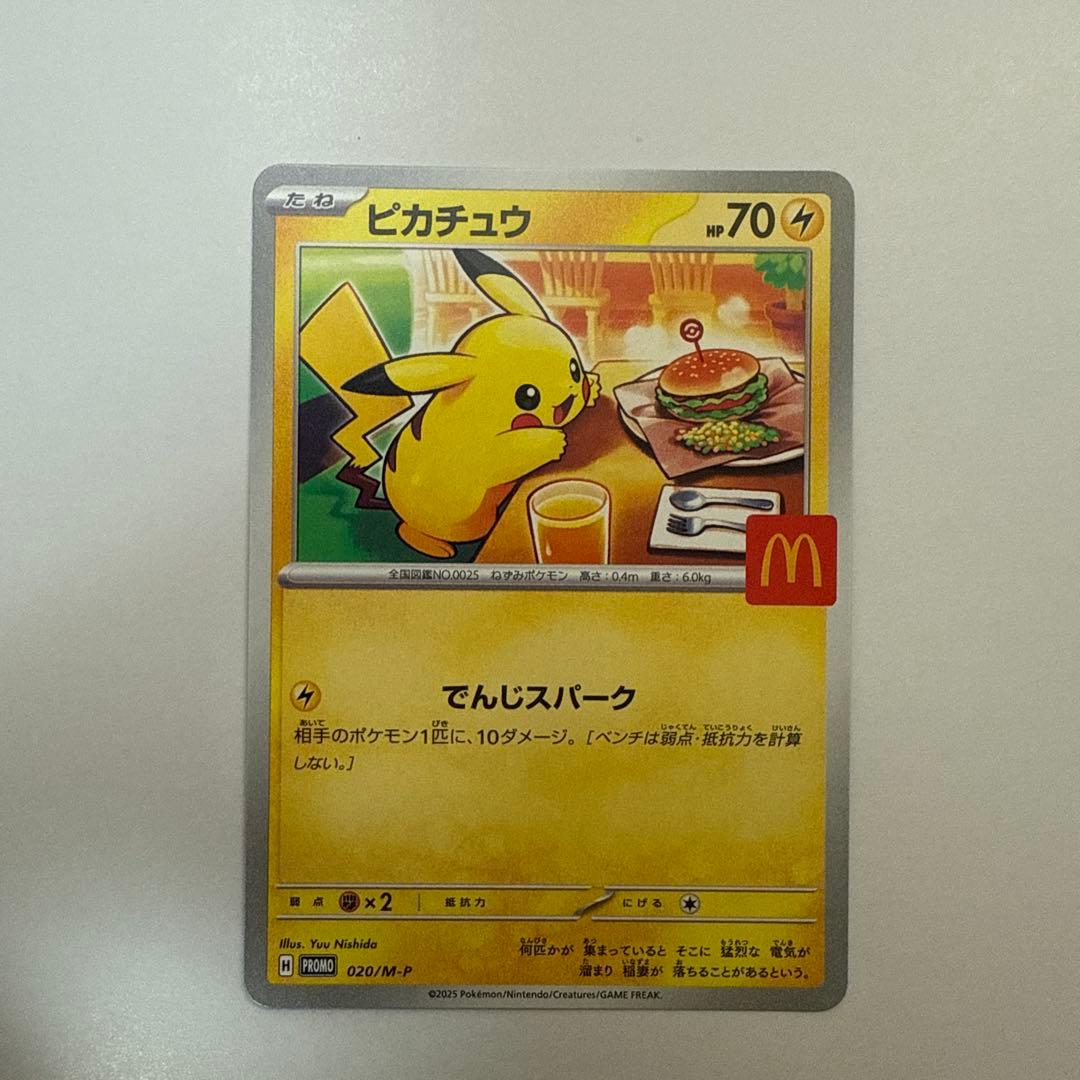 たね
ピカチュウ
HP70
全国図鑑NO.0025 ねずみポケモン 高さ:0.4m 重さ:6.0kg
M
でんじスパーク
相手のポケモン1匹に、10ダメージ。[ベンチは弱点・抵抗力を計算
しない。]
弱点 ×2 抵抗力 にげる
Illus. Yuu Nishida
H PROMO 020/M-P
何匹かが 集まっていると そこに 猛烈な 電気が
溜まり 稲妻が 落ちることがあるという。
©2025 Pokémon/Nintendo/Creatures/GAME FREAK.